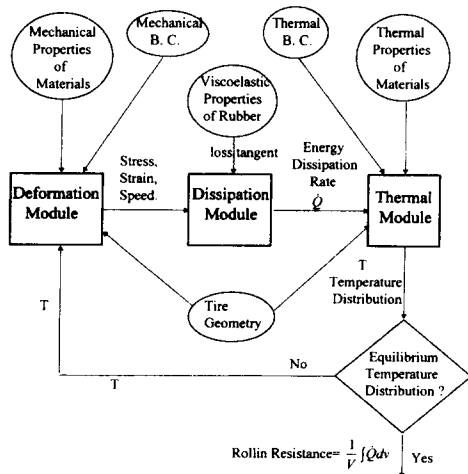 Mechanical
Properties
of
Materials
Mechanical
B. C.
Thermal
B. C.
Thermal
Properties
of
Materials
Viscoelastic
Properties
of Rubber
loss tangent
Stress,
Strain,
Speed.
Energy
Dissipation
Rate
Q̇
Deformation
Module
Dissipation
Module
Thermal
Module
T
Temperature
Distribution
Tire
Geometry
T
No
T
Equilibrium
Temperature
Distribution ?
Rollin Resistance= 1/V ∫Q̇dv
Yes